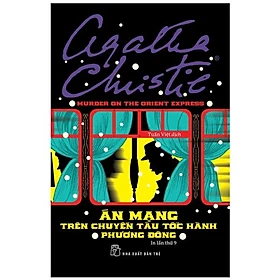 Agatha
Christie®
MURDER ON THE ORIENT EXPRESS
Tuấn Việt dịch
ÁN MẠNG
TRÊN CHUYẾN TÀU TỐC HÀNH
PHƯƠNG ĐÔNG
In lần thứ 9
NHÀ XUẤT BẢN TRẺ